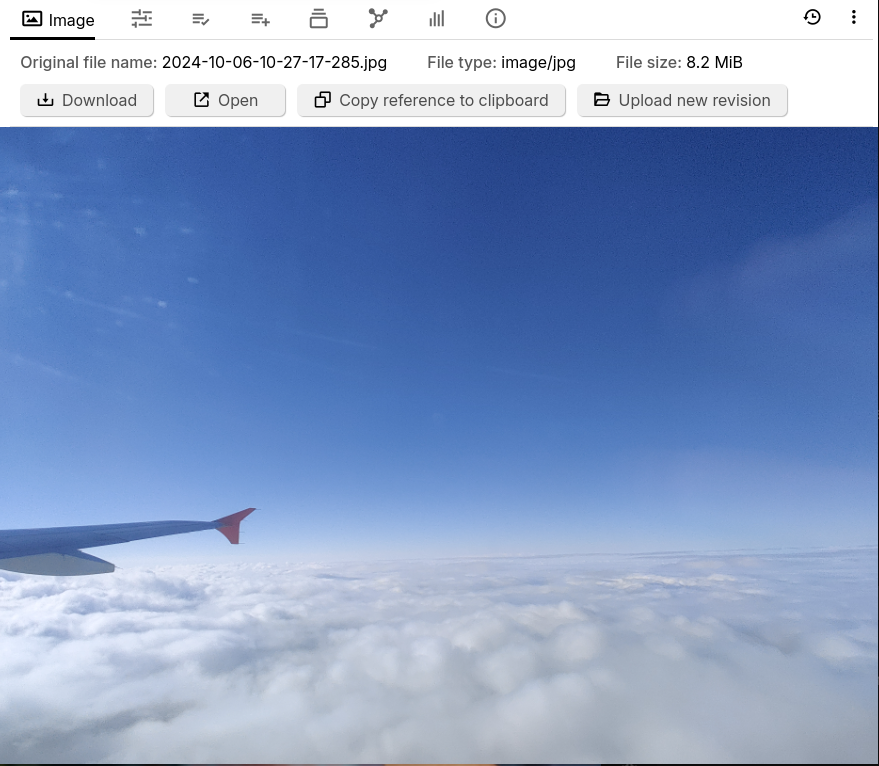 Image
Original file name: 2024-10-06-10-27-17-285.jpg File type: image/jpg File size: 8.2 MiB
Download Open Copy reference to clipboard Upload new revision